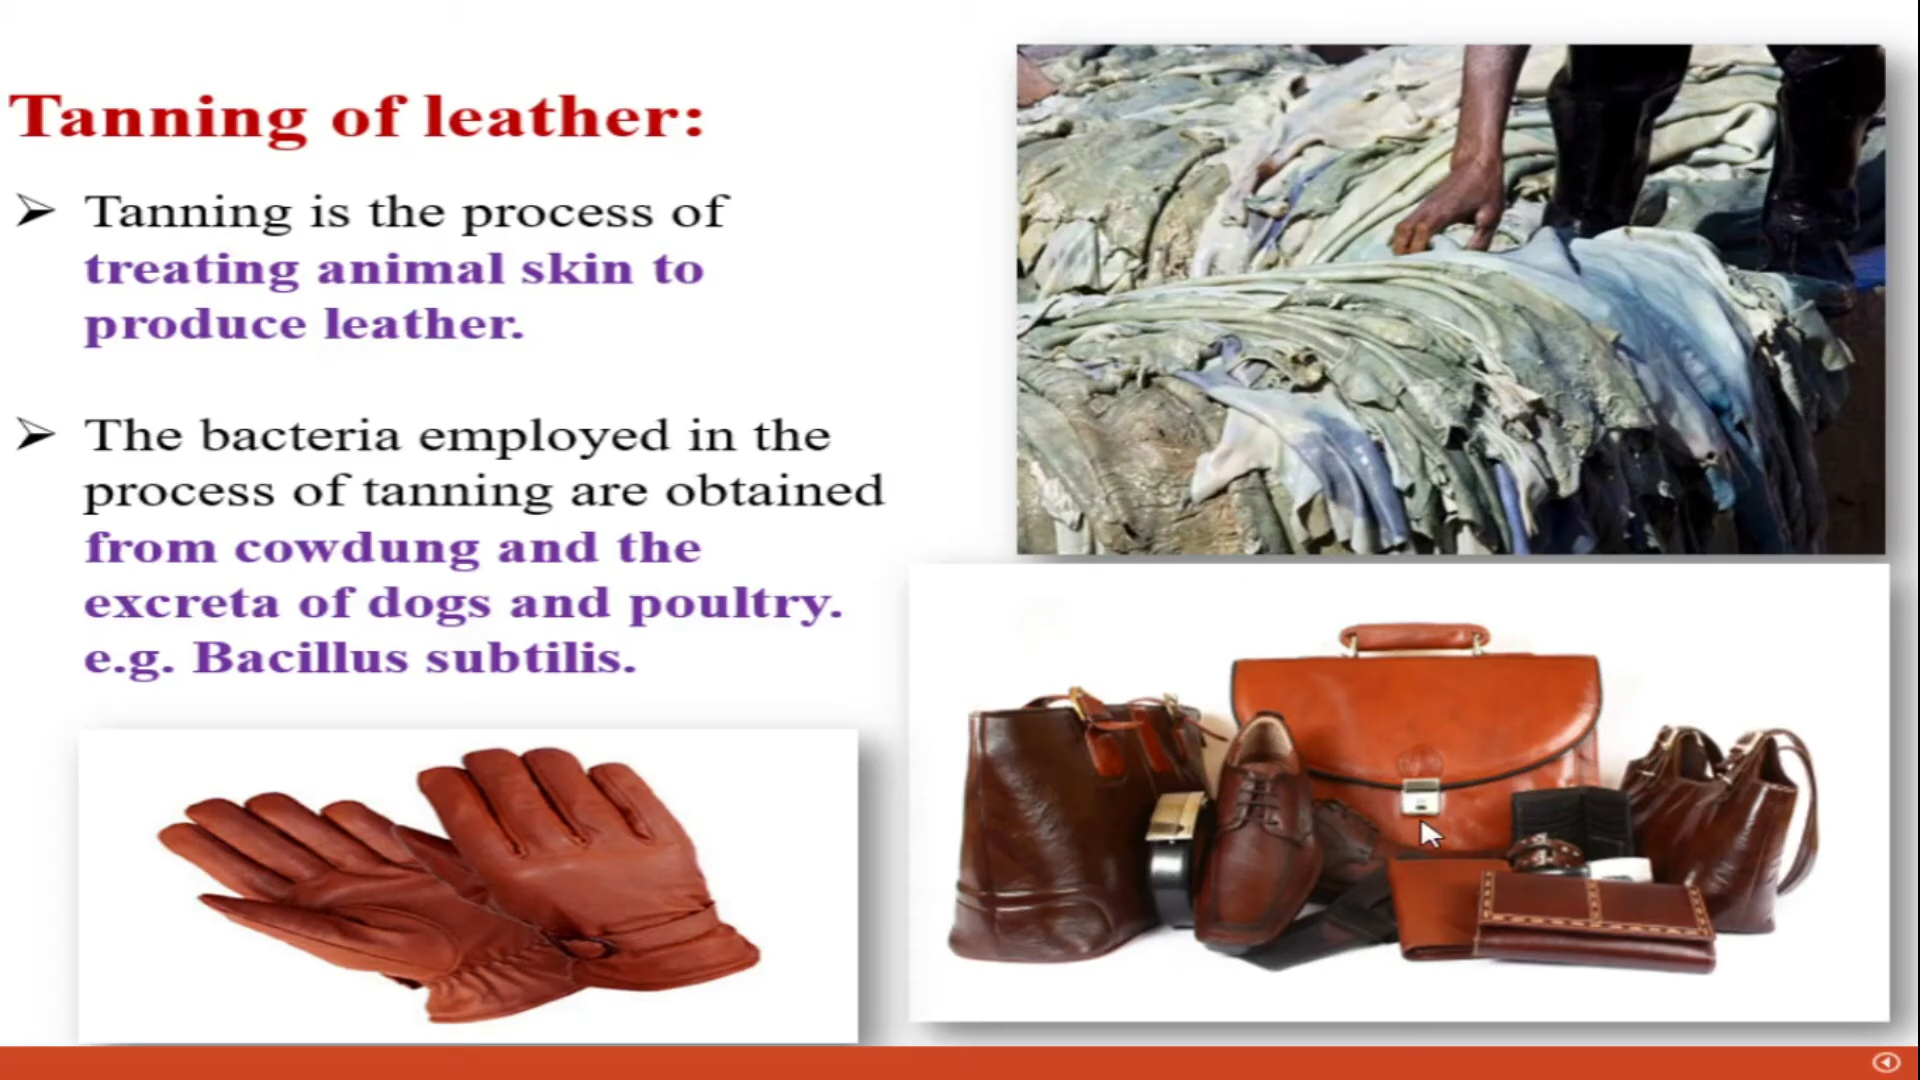 Tanning of leather:
Tanning is the process of
treating animal skin to
produce leather.
The bacteria employed in the
process of tanning are obtained
from cowdung and the
excreta of dogs and poultry.
e.g. Bacillus subtilis.